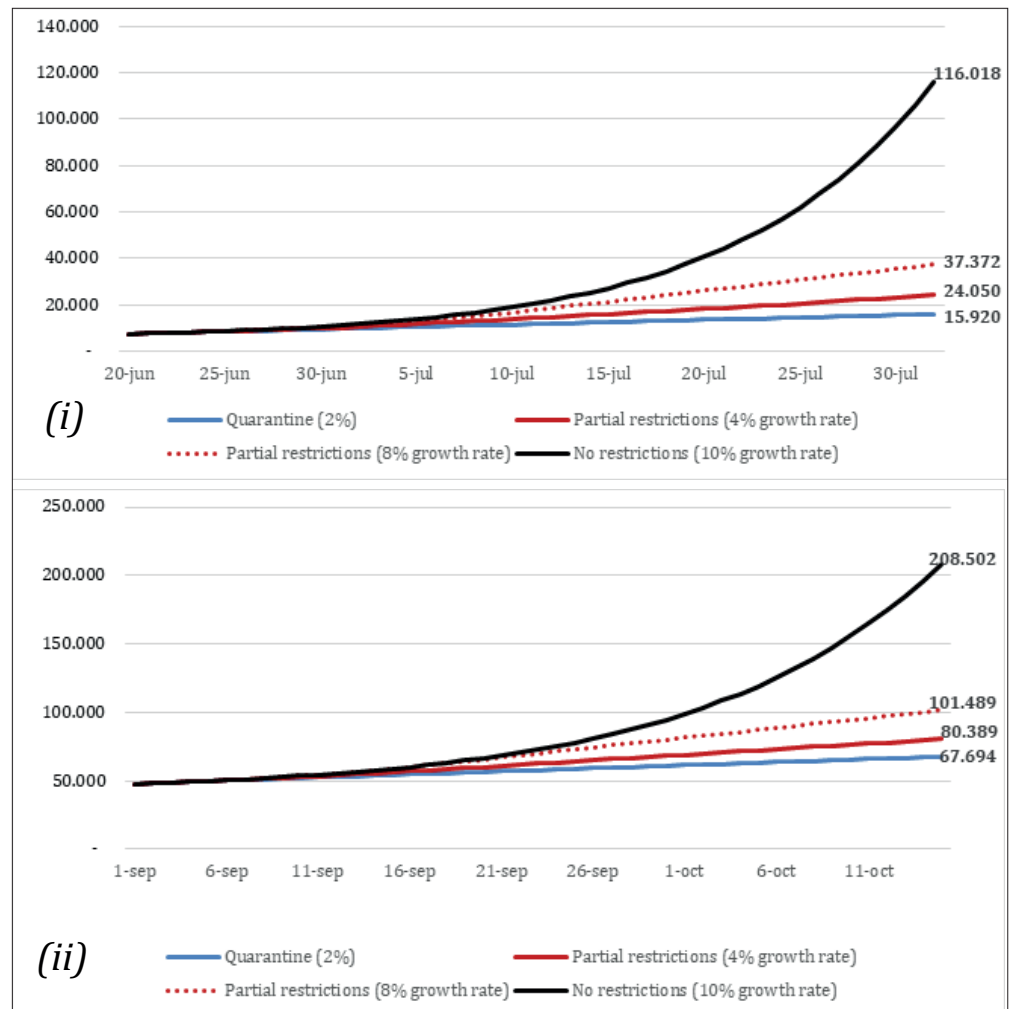 140.000
120.000
100.000
80.000
60.000
40.000
20.000
-
116.018
37.372
24.050
15.920
20-jun 25-jun 30-jun 5-jul 10-jul 15-jul 20-jul 25-jul 30-jul
(i)
Quarantine (2%) Partial restrictions (4% growth rate)
Partial restrictions (8% growth rate) No restrictions (10% growth rate)
250.000
200.000
150.000
100.000
50.000
-
208.502
101.489
80.389
67.694
1-sep 6-sep 11-sep 16-sep 21-sep 26-sep 1-oct 6-oct 11-oct
(ii)
Quarantine (2%) Partial restrictions (4% growth rate)
Partial restrictions (8% growth rate) No restrictions (10% growth rate)